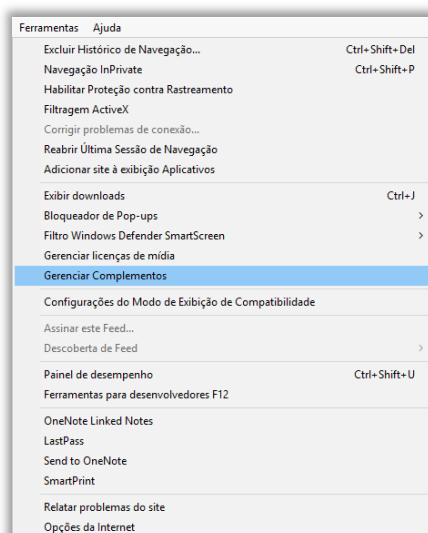 Ferramentas Ajuda
Excluir Histórico de Navegação... Ctrl+Shift+Del
Navegação InPrivate Ctrl+Shift+P
Habilitar Proteção contra Rastreamento
Filtragem ActiveX
Corrigir problemas de conexão...
Reabrir Última Sessão de Navegação
Adicionar site à exibição Aplicativos
Exibir downloads Ctrl+J
Bloqueador de Pop-ups
Filtro Windows Defender SmartScreen
Gerenciar licenças de mídia
Gerenciar Complementos
Configurações do Modo de Exibição de Compatibilidade
Assinar este Feed...
Descoberta de Feed
Painel de desempenho Ctrl+Shift+U
Ferramentas para desenvolvedores F12
OneNote Linked Notes
LastPass
Send to OneNote
SmartPrint
Relatar problemas do site
Opções da Internet